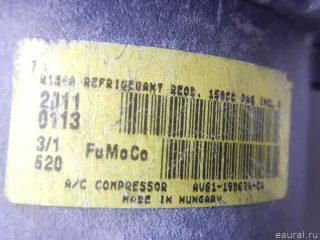 R134A REFRIGERANT REQD, 150CC PAG INCL.
2011
0113
3/1
620
FoMoCo
A/C COMPRESSOR AV61-19D629-CA
MADE IN HUNGARY
© eaural.ru